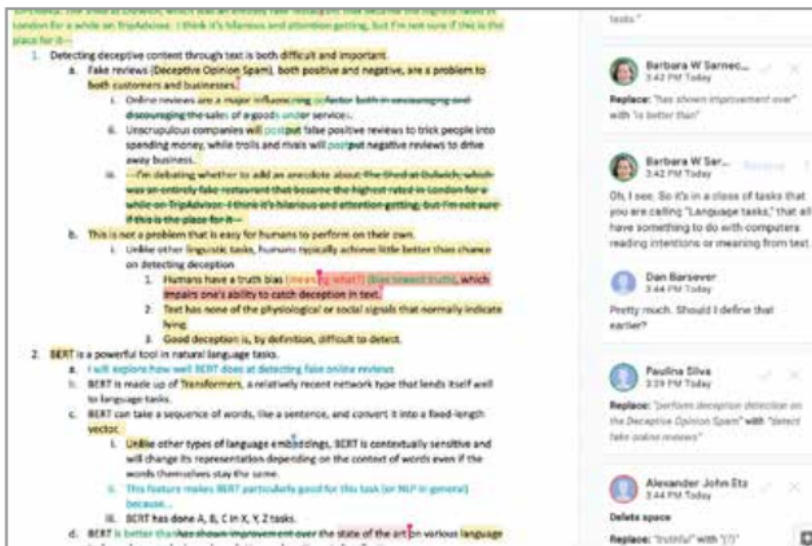 London for a while on TripAdvisor. I think it's hilarious and attention getting, but I'm not sure if this is the
place for it---
1. Detecting deceptive content through text is both difficult and important.
a. Fake reviews (Deceptive Opinion Spam), both positive and negative, are a problem to
both customers and businesses.
i. Online reviews are a major influencing factor both in encouraging and
discouraging the sales of a goods and or services.
ii. Unscrupulous companies will post put false positive reviews to trick people into
spending money, while trolls and rivals will post put negative reviews to drive
away business.
iii. ---I'm debating whether to add an anecdote about the Shed at Dulwich, which
was an entirely fake restaurant that became the highest rated in London for a
while on TripAdvisor. I think it's hilarious and attention getting, but I'm not sure
if this is the place for it---
b. This is not a problem that is easy for humans to perform on their own.
i. Unlike other linguistic tasks, humans typically achieve little better than chance
on detecting deception
1. Humans have a truth bias (meaning what?) (bias toward truth), which
impairs one's ability to catch deception in text.
2. Text has none of the physiological or social signals that normally indicate
lying.
3. Good deception is, by definition, difficult to detect.
2. BERT is a powerful tool in natural language tasks.
a. I will explore how well BERT does at detecting fake online reviews
b. BERT is made up of Transformers, a relatively recent network type that lends itself well
to language tasks.
c. BERT can take a sequence of words, like a sentence, and convert it into a fixed-length
vector.
i. Unlike other types of language embeddings, BERT is contextually sensitive and
will change its representation depending on the context of words even if the
words themselves stay the same.
ii. This feature makes BERT particularly good for this task (or NLP in general)
because...
iii. BERT has done A, B, C in X, Y, Z tasks.
d. BERT is better than has shown improvement over the state of the art on various language
tasks."
Barbara W Sarnec...
3:42 PM Today
Replace: "has shown improvement over"
with "is better than"
Barbara W Sar...
3:42 PM Today
Oh, I see. So it's in a class of tasks that
you are calling "Language tasks," that all
have something to do with computers
reading intentions or meaning from text.
Dan Barsever
3:44 PM Today
Pretty much. Should I define that
earlier?
Paulina Silva
3:39 PM Today
Replace: "perform deception detection on
the Deceptive Opinion Spam" with "detect
fake online reviews"
Alexander John Etz
3:44 PM Today
Delete space
Replace: "truthful" with "(?)"